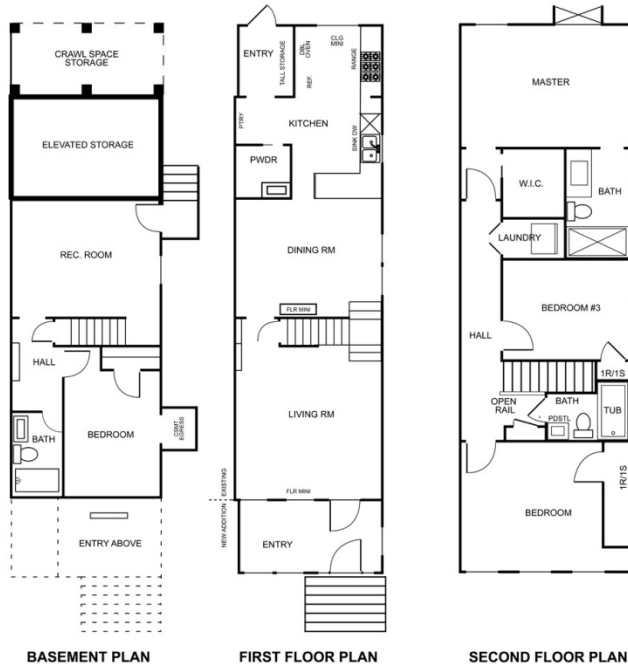 CRAWL SPACE
STORAGE
ELEVATED STORAGE
REC. ROOM
HALL
BATH
BEDROOM
CSMT
EGRESS
ENTRY ABOVE
BASEMENT PLAN
ENTRY
TALL STORAGE
DBL
OVEN
CLG
MINI
RANGE
REF.
PTRY
KITCHEN
SINK DW
PWDR
DINING RM
FLR MINI
LIVING RM
FLR MINI
EXISTING
NEW ADDITION
ENTRY
FIRST FLOOR PLAN
MASTER
W.I.C.
BATH
LAUNDRY
BEDROOM #3
HALL
1R/1S
OPEN
RAIL
BATH
PDSTL
TUB
1R/1S
BEDROOM
SECOND FLOOR PLAN